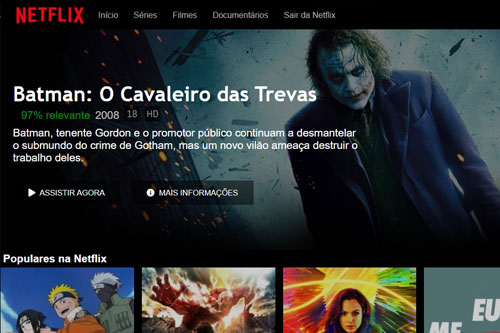 NETFLIX Início Séries Filmes Documentários Sair da Netflix
Batman: O Cavaleiro das Trevas
97% relevante 2008 18 HD
Batman, tenente Gordon e o promotor público continuam a desmantelar
o submundo do crime de Gotham, mas um novo vilão ameaça destruir o
trabalho deles.
ASSISTIR AGORA MAIS INFORMAÇÕES
Populares na Netflix
EU
ME